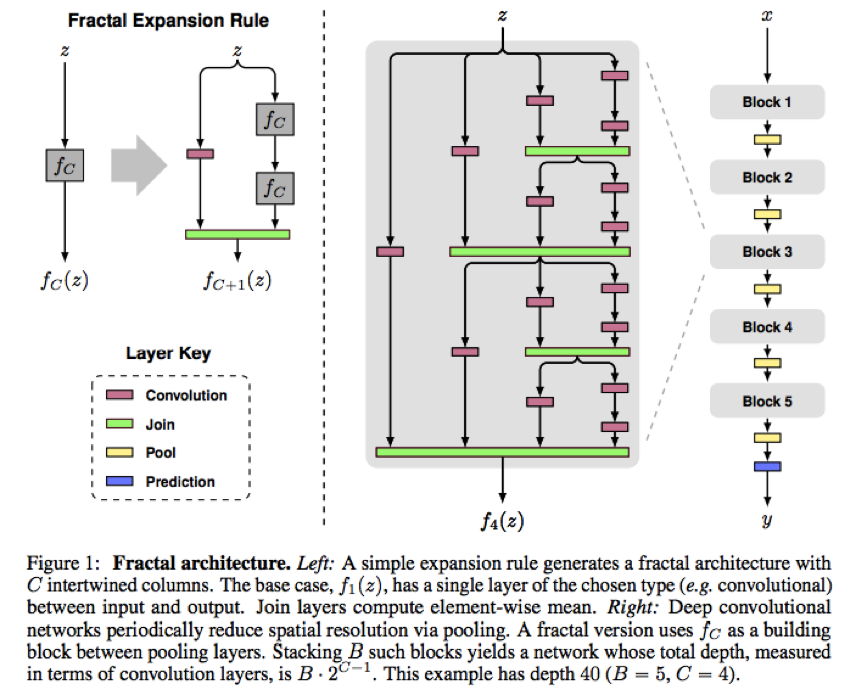 Fractal Expansion Rule
z
z
f_C
f_C
f_C
f_C(z)
f_{C+1}(z)
Layer Key
Convolution
Join
Pool
Prediction
z
f_4(z)
x
Block 1
Block 2
Block 3
Block 4
Block 5
y
Figure 1: Fractal architecture. Left: A simple expansion rule generates a fractal architecture with
C intertwined columns. The base case, f_1(z), has a single layer of the chosen type (e.g. convolutional)
between input and output. Join layers compute element-wise mean. Right: Deep convolutional
networks periodically reduce spatial resolution via pooling. A fractal version uses f_C as a building
block between pooling layers. Stacking B such blocks yields a network whose total depth, measured
in terms of convolution layers, is B · 2^{C−1}. This example has depth 40 (B = 5, C = 4).